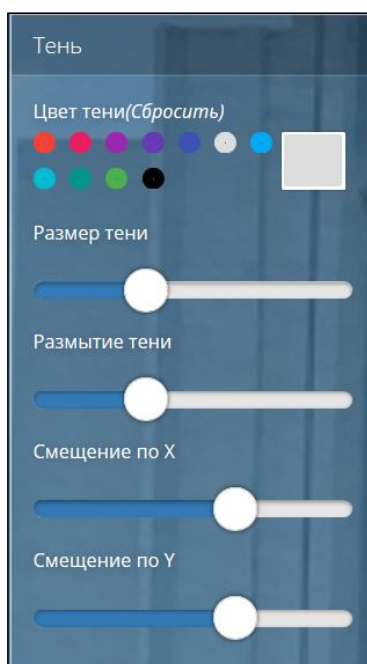 Тень
Цвет тени(Сбросить)
Размер тени
Размытие тени
Смещение по X
Смещение по Y